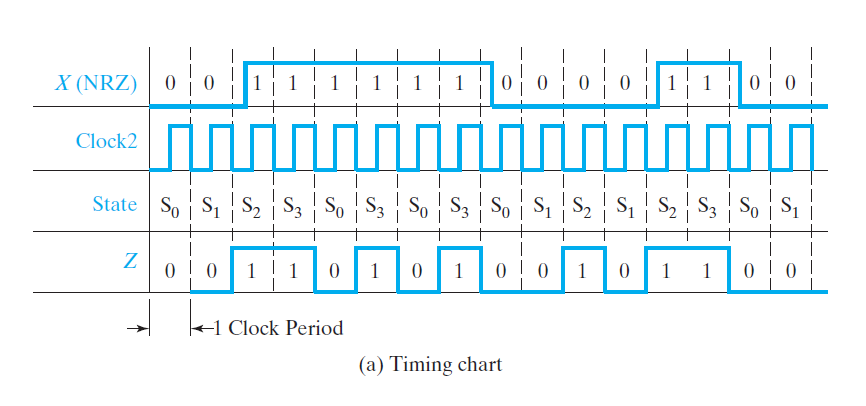 X (NRZ) 0 0 1 1 1 1 1 1 0 0 0 0 1 1 0 0
Clock2
State S0 S1 S2 S3 S0 S3 S0 S3 S0 S1 S2 S1 S2 S3 S0 S1
Z 0 0 1 1 0 1 0 1 0 0 1 0 1 1 0 0
1 Clock Period
(a) Timing chart